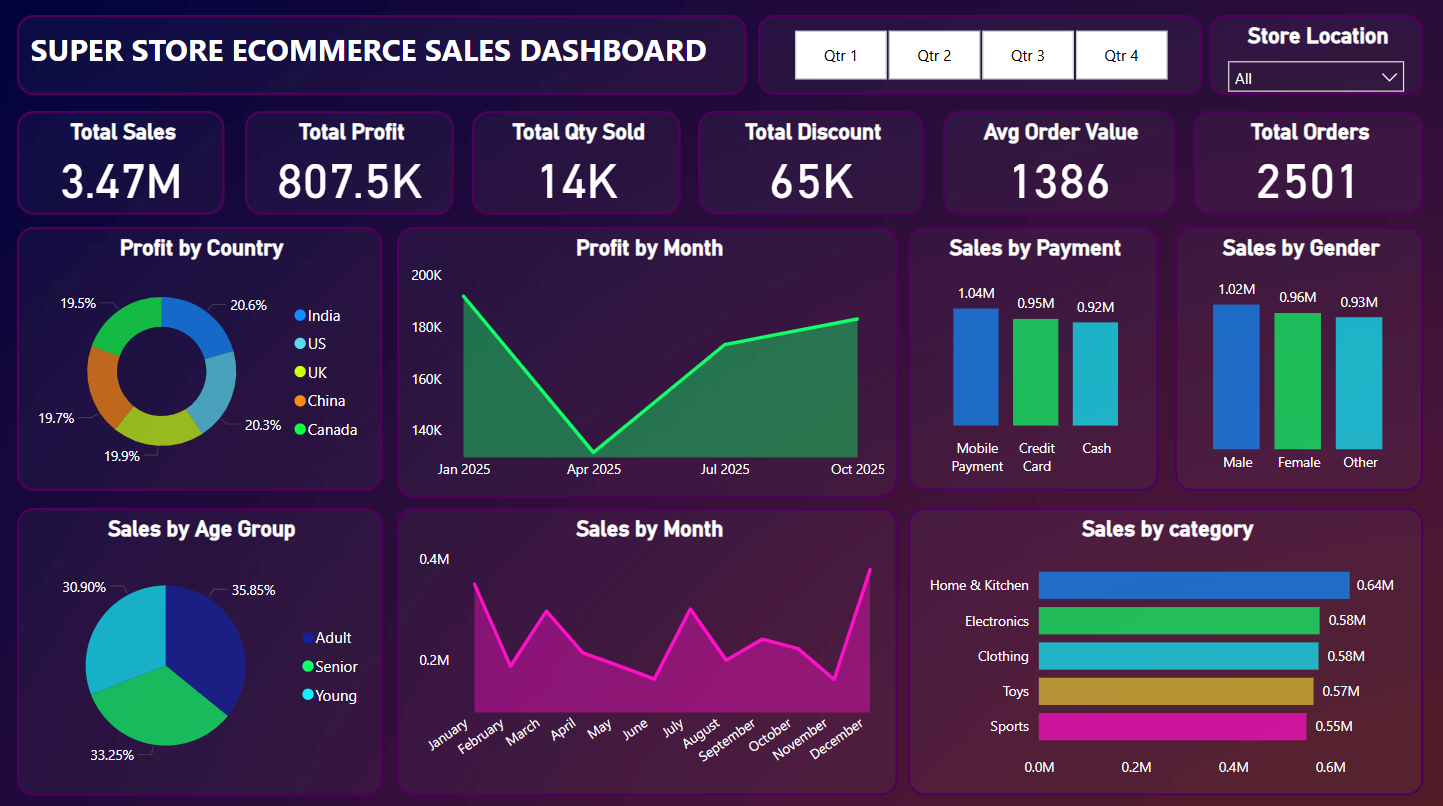 SUPER STORE ECOMMERCE SALES DASHBOARD
Qtr 1
Qtr 2
Qtr 3
Qtr 4
Store Location
All
Total Sales
3.47M
Total Profit
807.5K
Total Qty Sold
14K
Total Discount
65K
Avg Order Value
1386
Total Orders
2501
Profit by Country
19.5%
20.6%
19.7%
20.3%
19.9%
India
US
UK
China
Canada
Profit by Month
200K
180K
160K
140K
Jan 2025
Apr 2025
Jul 2025
Oct 2025
Sales by Payment
1.04M
0.95M
0.92M
Mobile
Payment
Credit
Card
Cash
Sales by Gender
1.02M
0.96M
0.93M
Male
Female
Other
Sales by Age Group
30.90%
35.85%
33.25%
Adult
Senior
Young
Sales by Month
0.4M
0.2M
January
February
March
April
May
June
July
August
September
October
November
December
Sales by category
Home & Kitchen
0.64M
Electronics
0.58M
Clothing
0.58M
Toys
0.57M
Sports
0.55M
0.0M
0.2M
0.4M
0.6M